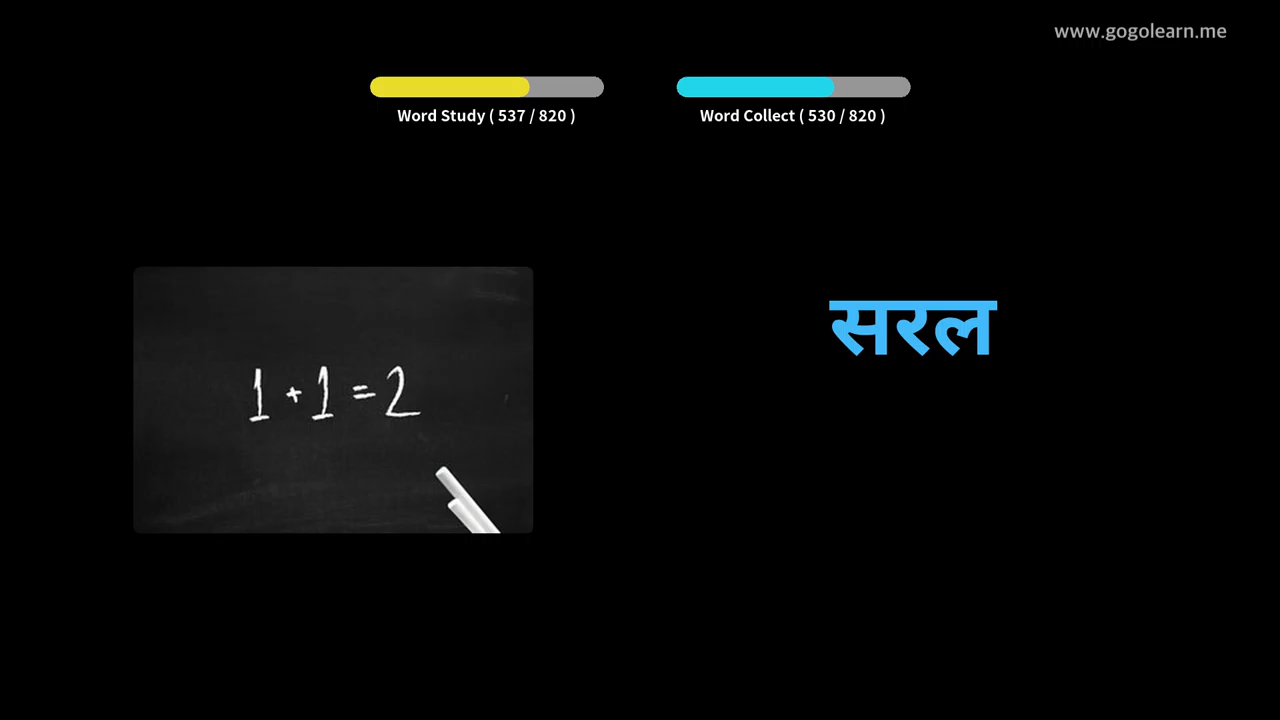 www.gogolearn.me
Word Study ( 537 / 820 )
Word Collect ( 530 / 820 )
1 + 1 = 2
सरल